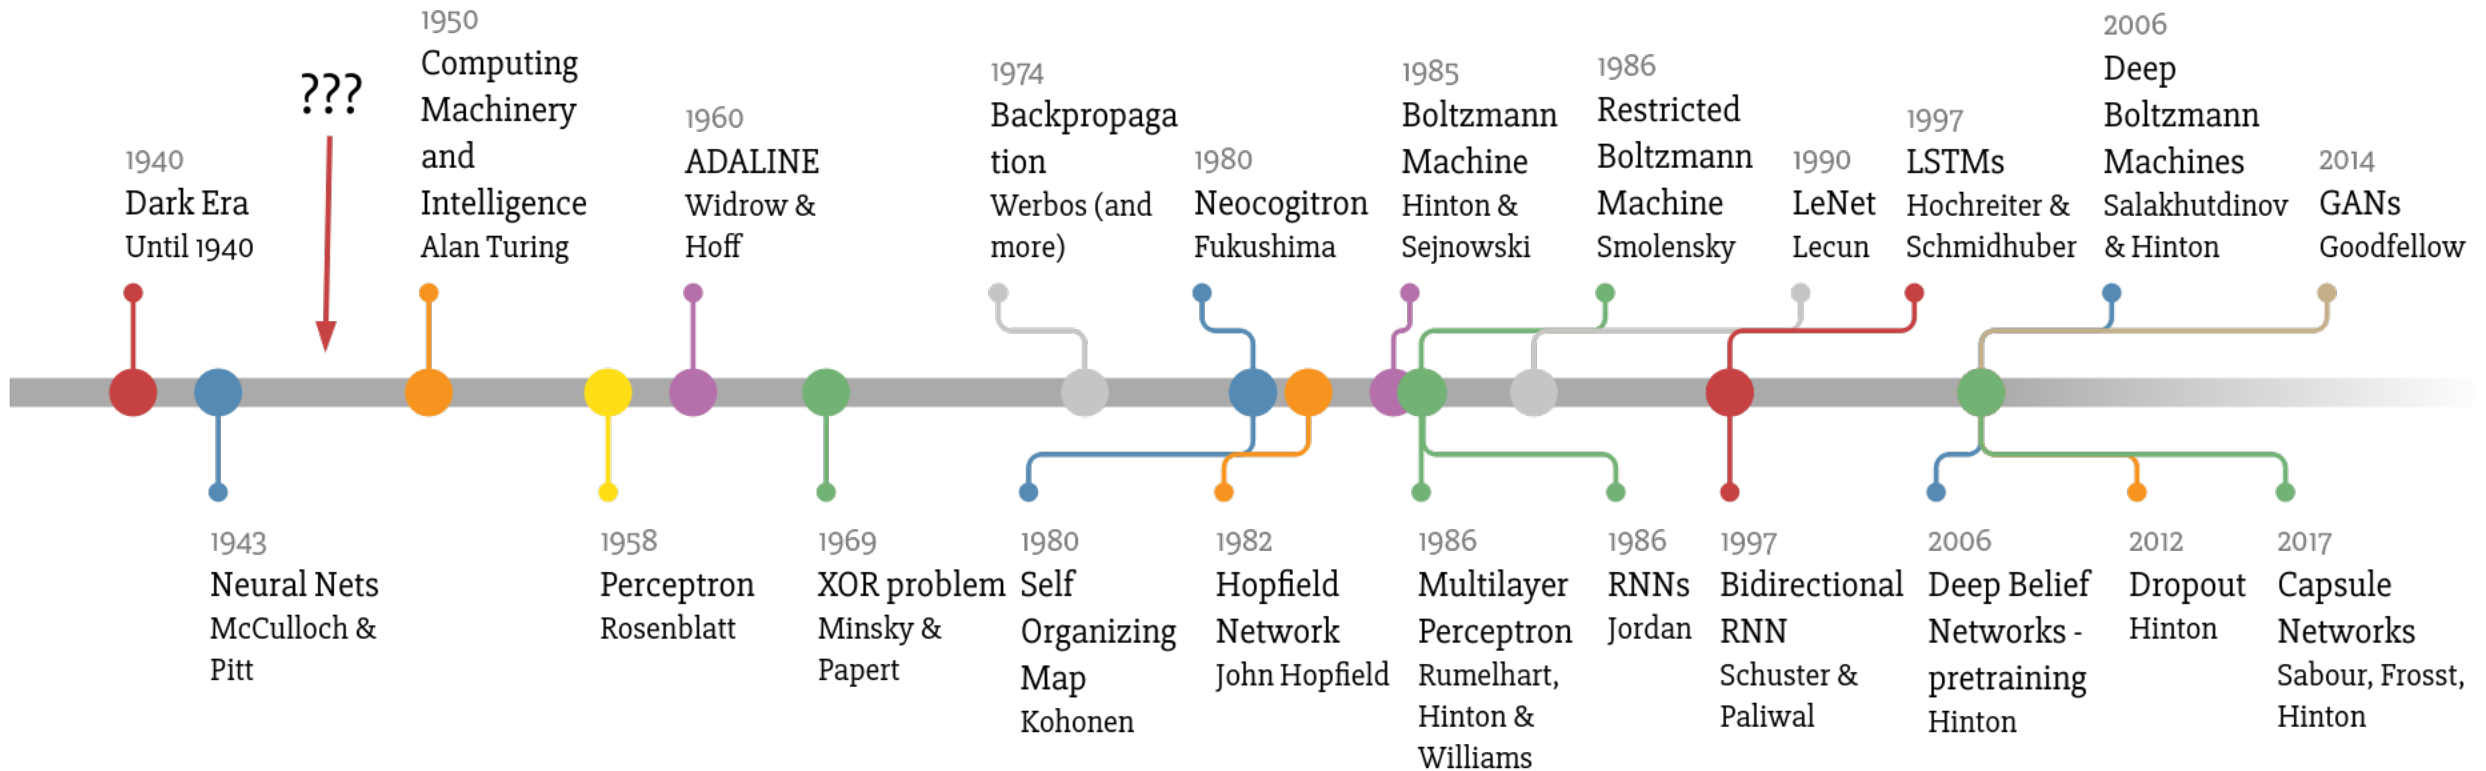 ???
1940
Dark Era
Until 1940
1950
Computing
Machinery
and
Intelligence
Alan Turing
1960
ADALINE
Widrow &
Hoff
1974
Backpropaga
tion
Werbos (and
more)
1980
Neocogitron
Fukushima
1985
Boltzmann
Machine
Hinton &
Sejnowski
1986
Restricted
Boltzmann
Machine
Smolensky
1990
LeNet
Lecun
1997
LSTMs
Hochreiter &
Schmidhuber
2006
Deep
Boltzmann
Machines
Salakhutdinov
& Hinton
2014
GANs
Goodfellow
1943
Neural Nets
McCulloch &
Pitt
1958
Perceptron
Rosenblatt
1969
XOR problem
Minsky &
Papert
1980
Self
Organizing
Map
Kohonen
1982
Hopfield
Network
John Hopfield
1986
Multilayer
Perceptron
Rumelhart,
Hinton &
Williams
1986
RNNs
Jordan
1997
Bidirectional
RNN
Schuster &
Paliwal
2006
Deep Belief
Networks -
pretraining
Hinton
2012
Dropout
Hinton
2017
Capsule
Networks
Sabour, Frosst,
Hinton